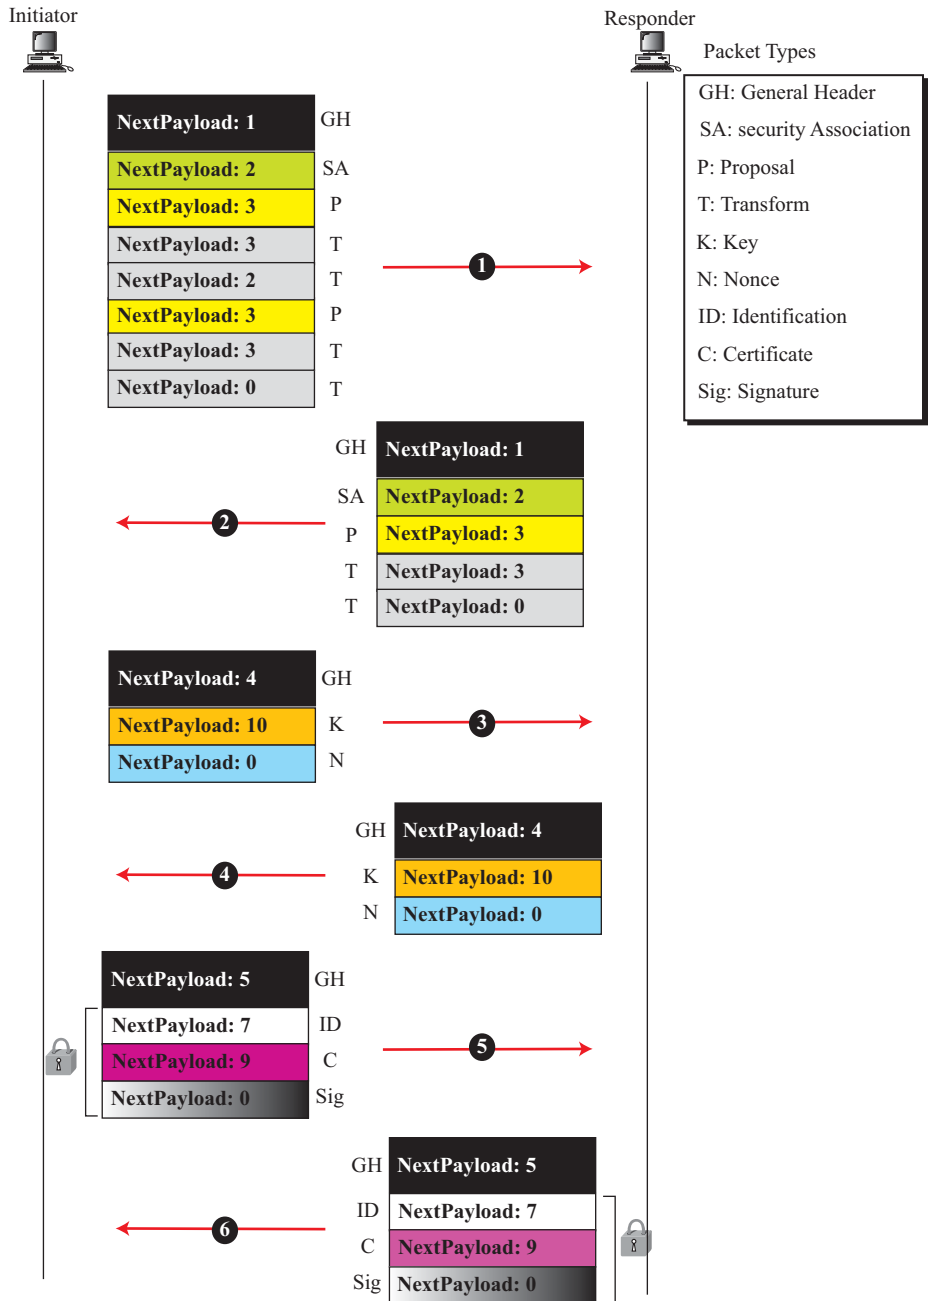 Initiator
Responder
Packet Types
GH: General Header
SA: security Association
P: Proposal
T: Transform
K: Key
N: Nonce
ID: Identification
C: Certificate
Sig: Signature
NextPayload: 1 GH
NextPayload: 2 SA
NextPayload: 3 P
NextPayload: 3 T
NextPayload: 2 T
NextPayload: 3 P
NextPayload: 3 T
NextPayload: 0 T
1
GH NextPayload: 1
SA NextPayload: 2
P NextPayload: 3
T NextPayload: 3
T NextPayload: 0
2
NextPayload: 4 GH
NextPayload: 10 K
NextPayload: 0 N
3
GH NextPayload: 4
K NextPayload: 10
N NextPayload: 0
4
NextPayload: 5 GH
NextPayload: 7 ID
NextPayload: 9 C
NextPayload: 0 Sig
5
GH NextPayload: 5
ID NextPayload: 7
C NextPayload: 9
Sig NextPayload: 0
6